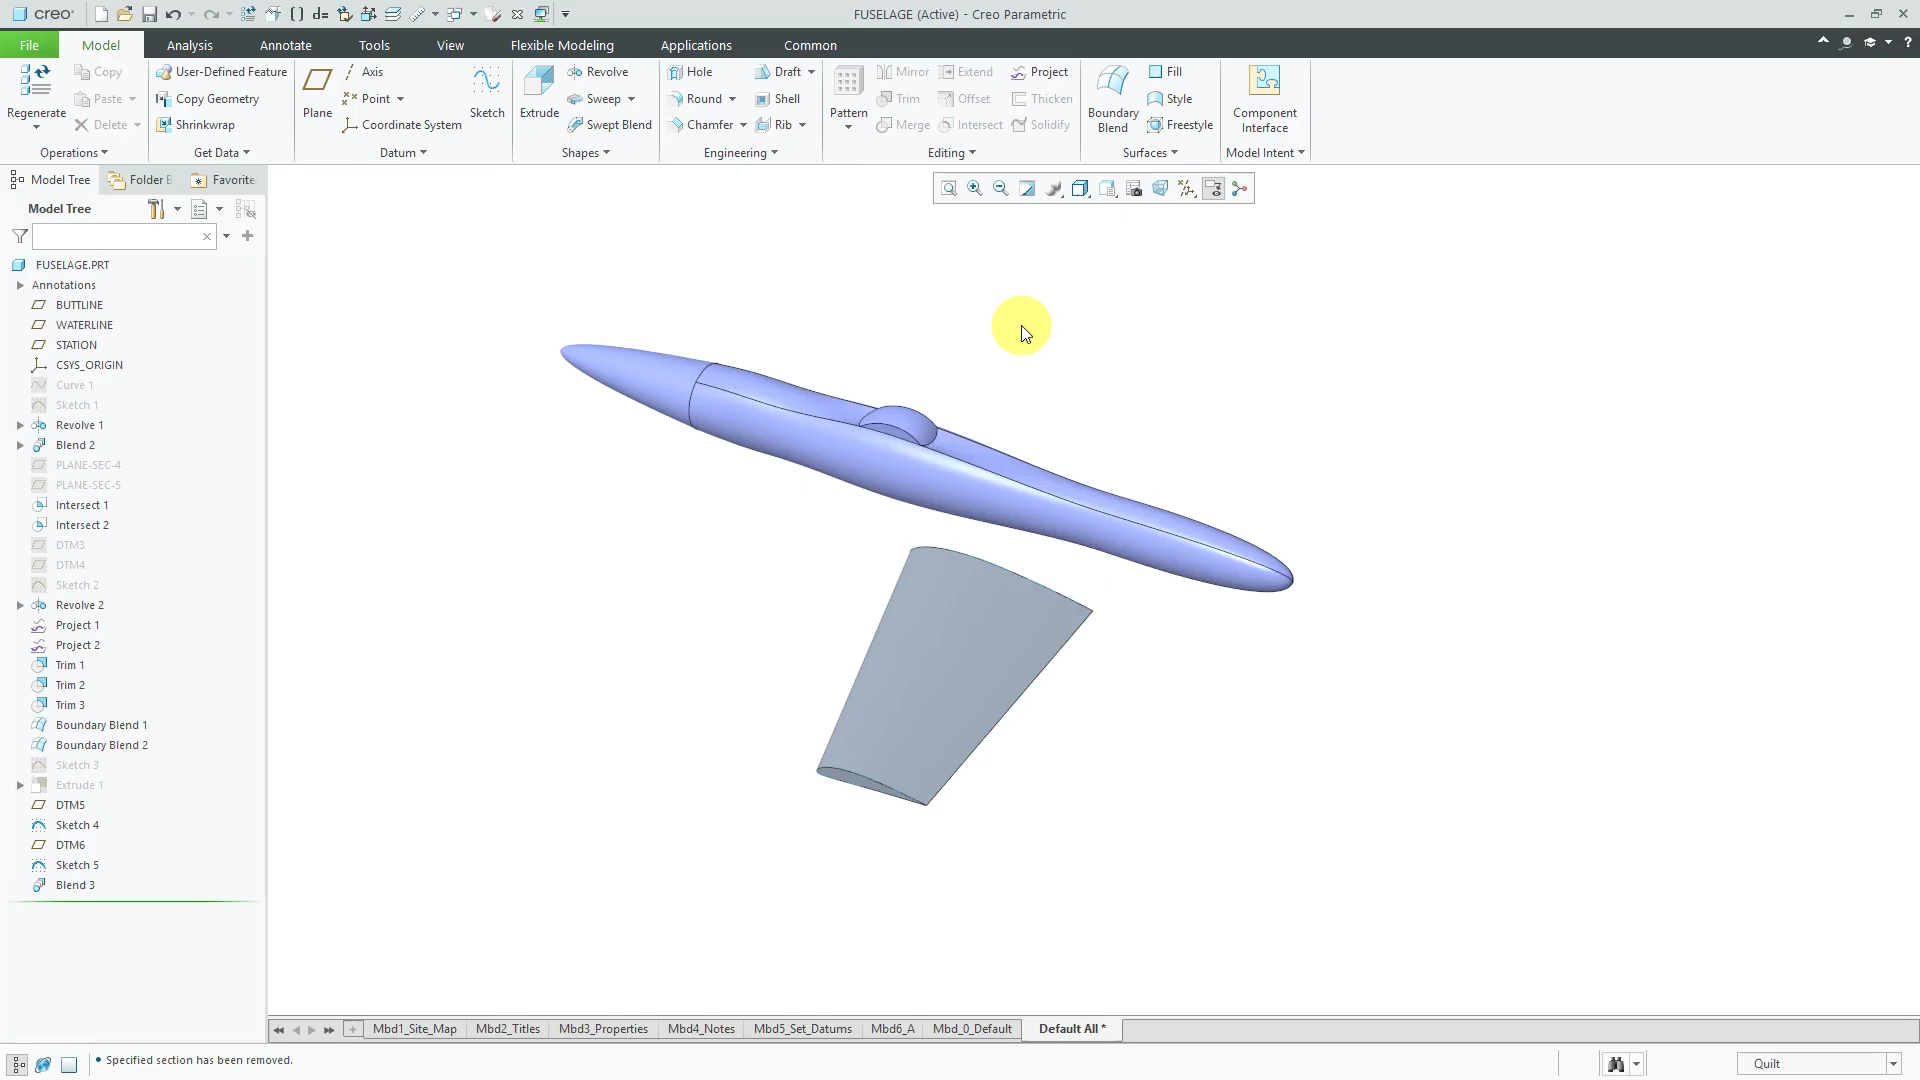 creo
FUSELAGE (Active) - Creo Parametric
File
Model
Analysis
Annotate
Tools
View
Flexible Modeling
Applications
Common
Regenerate
Copy
Paste
Delete
Operations
User-Defined Feature
Copy Geometry
Shrinkwrap
Get Data
Plane
Axis
Point
Coordinate System
Sketch
Datum
Extrude
Revolve
Sweep
Swept Blend
Shapes
Hole
Round
Chamfer
Draft
Shell
Rib
Engineering
Pattern
Mirror
Trim
Merge
Extend
Offset
Intersect
Project
Thicken
Solidify
Editing
Boundary
Blend
Fill
Style
Freestyle
Surfaces
Component
Interface
Model Intent
Model Tree
Folder B
Favorite
Model Tree
FUSELAGE.PRT
Annotations
BUTTLINE
WATERLINE
STATION
CSYS_ORIGIN
Curve 1
Sketch 1
Revolve 1
Blend 2
PLANE-SEC-4
PLANE-SEC-5
Intersect 1
Intersect 2
DTM3
DTM4
Sketch 2
Revolve 2
Project 1
Project 2
Trim 1
Trim 2
Trim 3
Boundary Blend 1
Boundary Blend 2
Sketch 3
Extrude 1
DTM5
Sketch 4
DTM6
Sketch 5
Blend 3
Mbd1_Site_Map
Mbd2_Titles
Mbd3_Properties
Mbd4_Notes
Mbd5_Set_Datums
Mbd6_A
Mbd_0_Default
Default All *
• Specified section has been removed.
Quilt